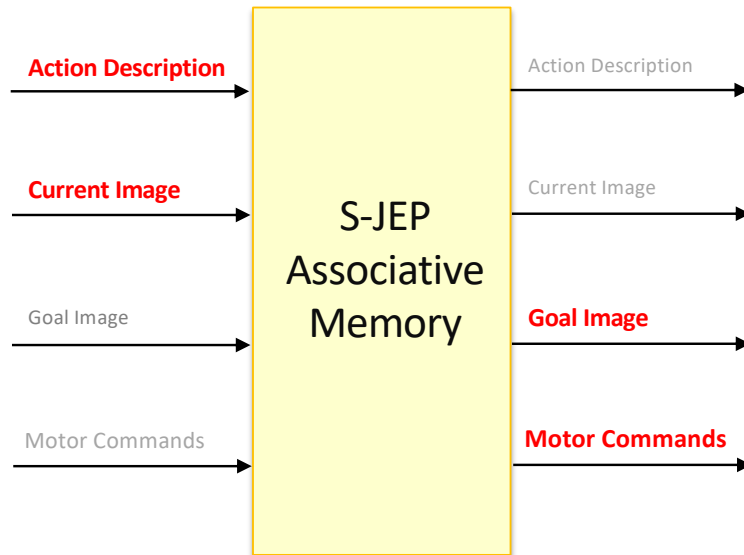 Action Description
Current Image
Goal Image
Motor Commands
S-JEP
Associative
Memory
Action Description
Current Image
Goal Image
Motor Commands